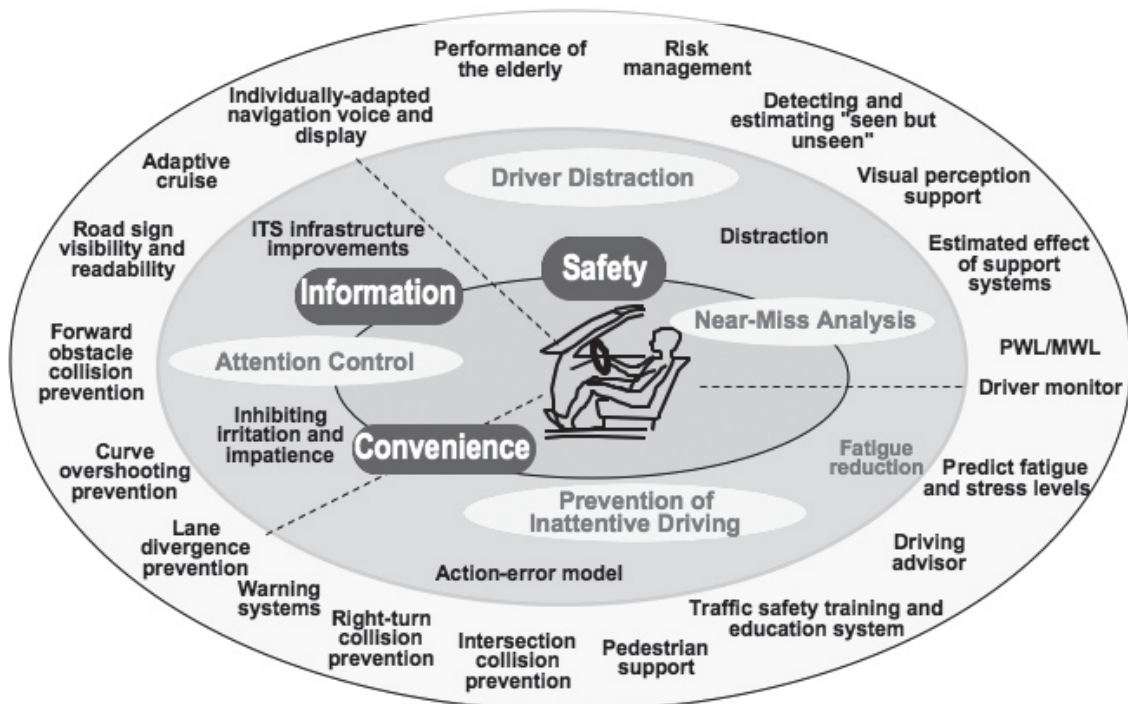 Performance of
the elderly
Risk
management
Individually-adapted
navigation voice and
display
Detecting and
estimating "seen but
unseen"
Adaptive
cruise
Driver Distraction
Visual perception
support
Road sign
visibility and
readability
ITS infrastructure
improvements
Distraction
Estimated effect
of support
systems
Safety
Information
Near-Miss Analysis
Forward
obstacle
collision
prevention
Attention Control
PWL/MWL
Driver monitor
Inhibiting
irritation and
impatience
Convenience
Curve
overshooting
prevention
Fatigue
reduction
Predict fatigue
and stress levels
Prevention of
Inattentive Driving
Lane
divergence
prevention
Driving
advisor
Action-error model
Warning
systems
Right-turn
collision
prevention
Intersection
collision
prevention
Pedestrian
support
Traffic safety training and
education system